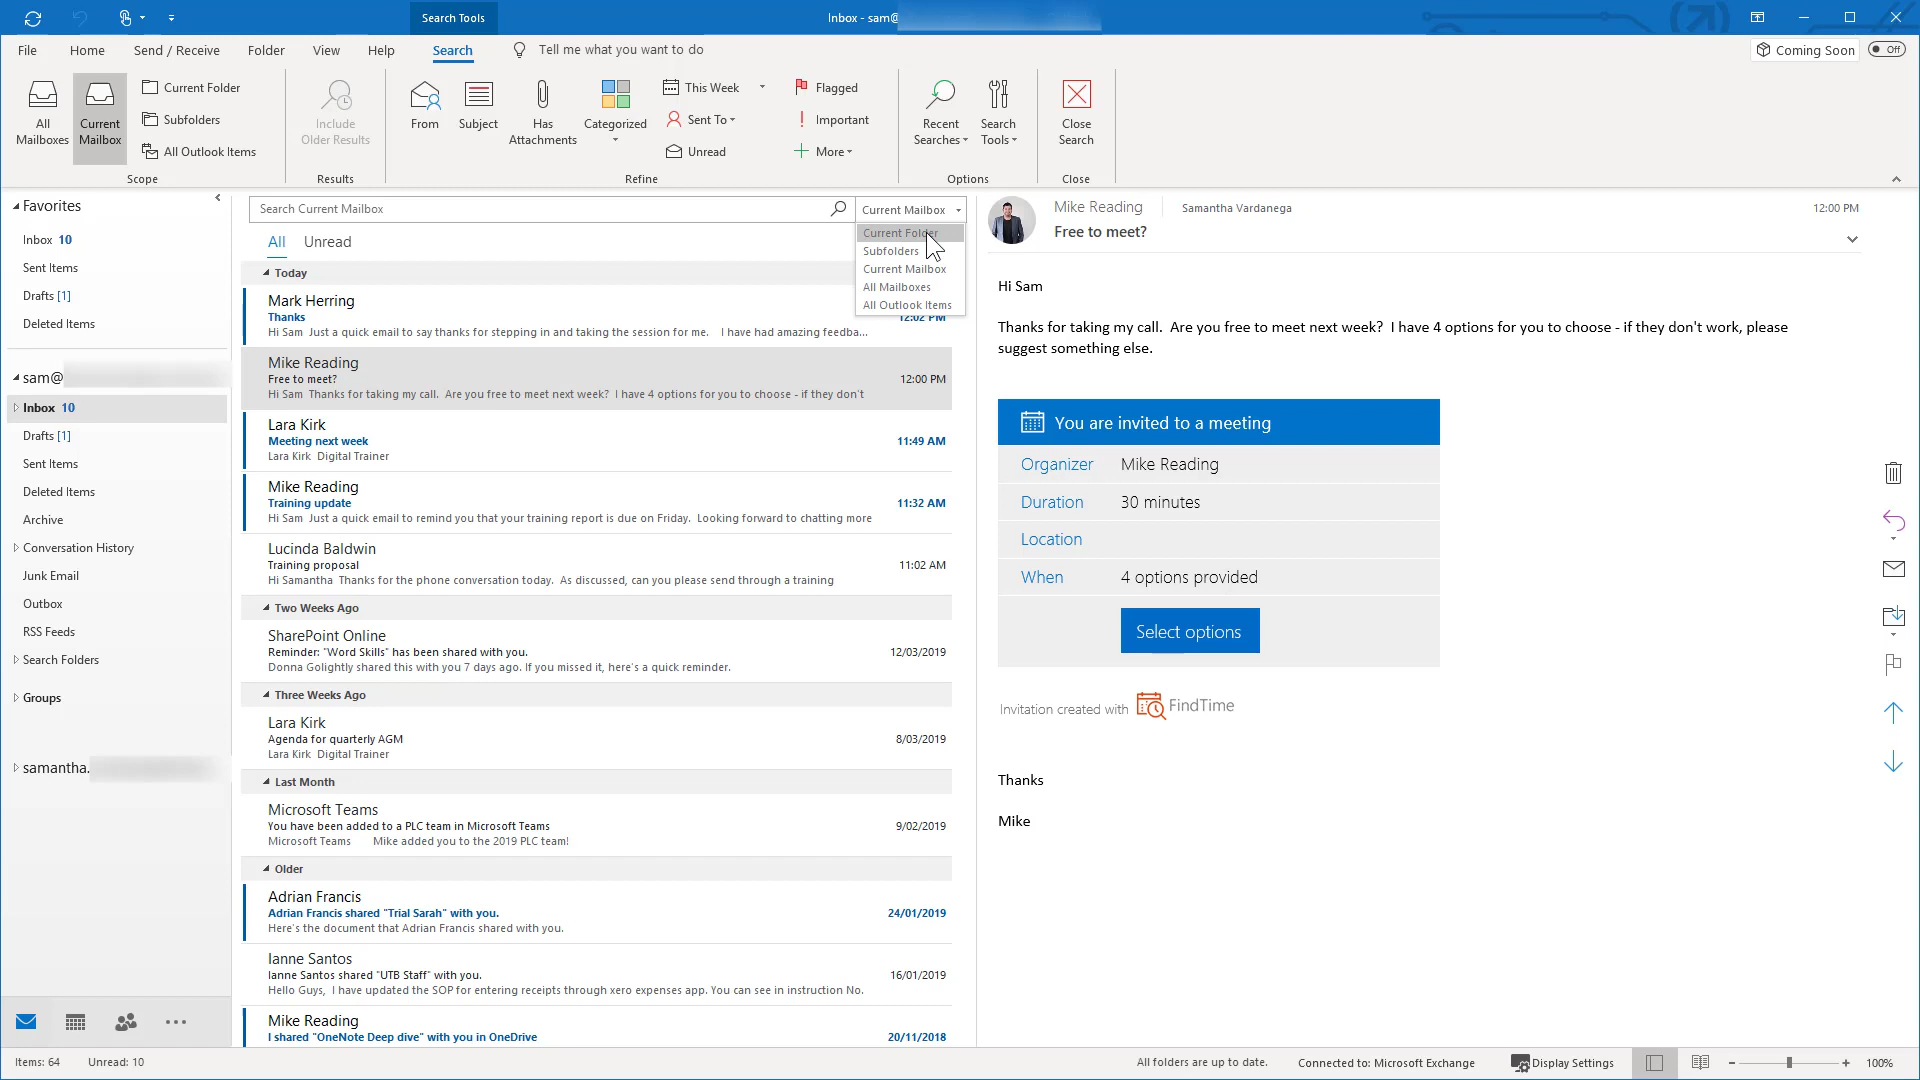 Search Tools
Inbox - sam@
File Home Send / Receive Folder View Help Search Tell me what you want to do
Coming Soon Off
All Mailboxes
Current Mailbox
Current Folder
Subfolders
All Outlook Items
Scope
Include Older Results
Results
From
Subject
Has Attachments
Categorized
This Week
Sent To
Unread
Flagged
Important
More
Refine
Recent Searches
Search Tools
Options
Close Search
Close
Favorites
Inbox 10
Sent Items
Drafts [1]
Deleted Items
sam@
Inbox 10
Drafts [1]
Sent Items
Deleted Items
Archive
Conversation History
Junk Email
Outbox
RSS Feeds
Search Folders
Groups
samantha.
Search Current Mailbox
Current Mailbox
Current Folder
Subfolders
Current Mailbox
All Mailboxes
All Outlook Items
All Unread
Today
Mark Herring
Thanks 12:02 PM
Hi Sam Just a quick email to say thanks for stepping in and taking the session for me. I have had amazing feedba...
Mike Reading
Free to meet? 12:00 PM
Hi Sam Thanks for taking my call. Are you free to meet next week? I have 4 options for you to choose - if they don't
Lara Kirk
Meeting next week 11:49 AM
Lara Kirk Digital Trainer
Mike Reading
Training update 11:32 AM
Hi Sam Just a quick email to remind you that your training report is due on Friday. Looking forward to chatting more
Lucinda Baldwin
Training proposal 11:02 AM
Hi Samantha Thanks for the phone conversation today. As discussed, can you please send through a training
Two Weeks Ago
SharePoint Online
Reminder: "Word Skills" has been shared with you. 12/03/2019
Donna Golightly shared this with you 7 days ago. If you missed it, here's a quick reminder.
Three Weeks Ago
Lara Kirk
Agenda for quarterly AGM 8/03/2019
Lara Kirk Digital Trainer
Last Month
Microsoft Teams
You have been added to a PLC team in Microsoft Teams 9/02/2019
Microsoft Teams Mike added you to the 2019 PLC team!
Older
Adrian Francis
Adrian Francis shared "Trial Sarah" with you. 24/01/2019
Here's the document that Adrian Francis shared with you.
Ianne Santos
Ianne Santos shared "UTB Staff" with you. 16/01/2019
Hello Guys, I have updated the SOP for entering receipts through xero expenses app. You can see in instruction No.
Mike Reading
I shared "OneNote Deep dive" with you in OneDrive 20/11/2018
Mike Reading Samantha Vardanega 12:00 PM
Free to meet?
Hi Sam
Thanks for taking my call. Are you free to meet next week? I have 4 options for you to choose - if they don't work, please
suggest something else.
You are invited to a meeting
Organizer Mike Reading
Duration 30 minutes
Location
When 4 options provided
Select options
Invitation created with FindTime
Thanks
Mike
Items: 64 Unread: 10
All folders are up to date. Connected to: Microsoft Exchange Display Settings 100%